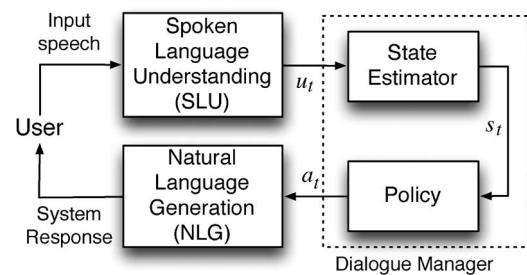 Input
speech
Spoken
Language
Understanding
(SLU)
u_t
State
Estimator
s_t
User
Natural
Language
Generation
(NLG)
a_t
Policy
System
Response
Dialogue Manager